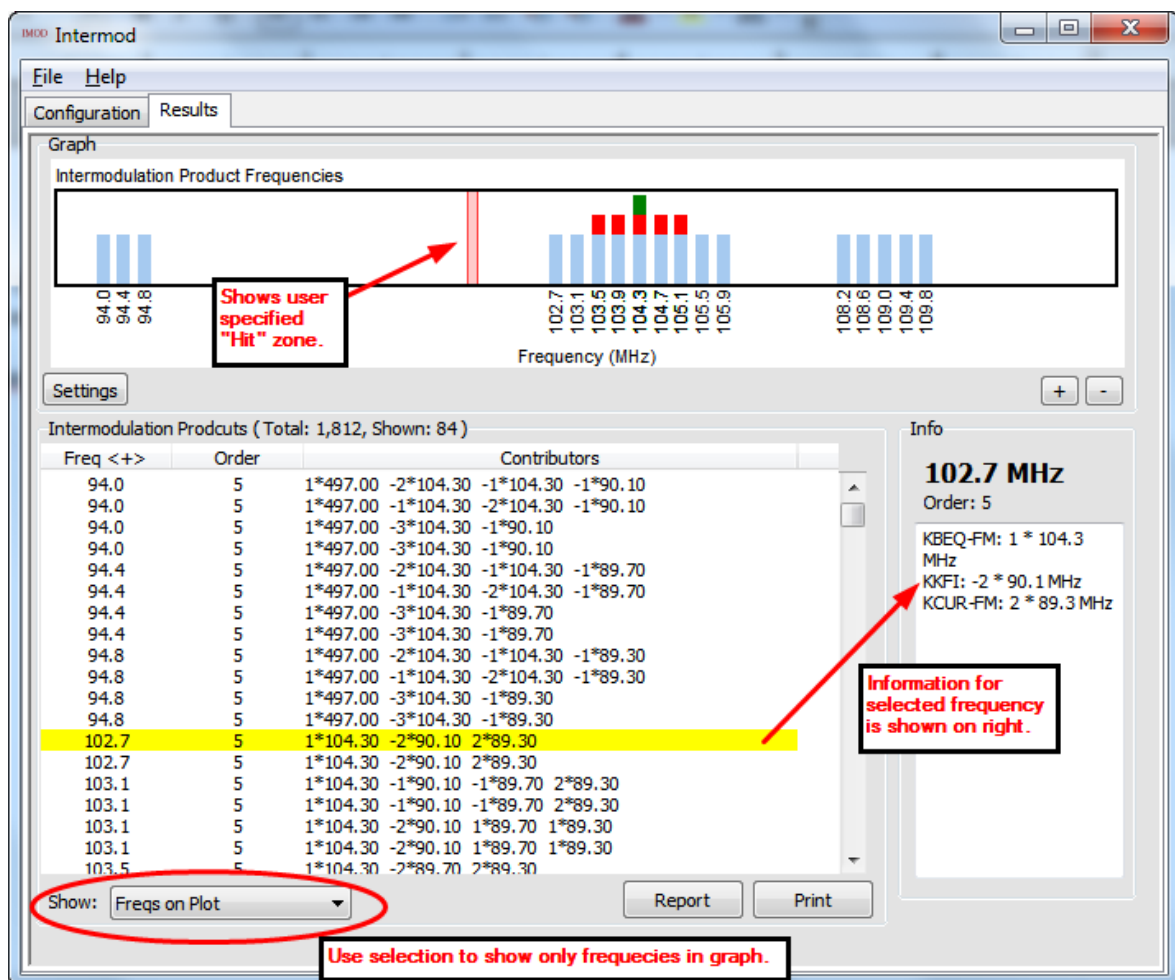 IMOD Intermod
File Help
Configuration Results
Graph
Intermodulation Product Frequencies
94.0
94.4
94.8
102.7
103.1
103.5
103.9
104.3
104.7
105.1
105.5
105.9
108.2
108.6
109.0
109.4
109.8
Shows user
specified
"Hit" zone.
Frequency (MHz)
Settings
+ -
Intermodulation Prodcuts ( Total: 1,812, Shown: 84 )
Freq <+> Order Contributors
94.0 5 1*497.00 -2*104.30 -1*104.30 -1*90.10
94.0 5 1*497.00 -1*104.30 -2*104.30 -1*90.10
94.0 5 1*497.00 -3*104.30 -1*90.10
94.0 5 1*497.00 -3*104.30 -1*90.10
94.4 5 1*497.00 -2*104.30 -1*104.30 -1*89.70
94.4 5 1*497.00 -1*104.30 -2*104.30 -1*89.70
94.4 5 1*497.00 -3*104.30 -1*89.70
94.4 5 1*497.00 -3*104.30 -1*89.70
94.8 5 1*497.00 -2*104.30 -1*104.30 -1*89.30
94.8 5 1*497.00 -1*104.30 -2*104.30 -1*89.30
94.8 5 1*497.00 -3*104.30 -1*89.30
94.8 5 1*497.00 -3*104.30 -1*89.30
102.7 5 1*104.30 -2*90.10 2*89.30
102.7 5 1*104.30 -2*90.10 2*89.30
103.1 5 1*104.30 -1*90.10 -1*89.70 2*89.30
103.1 5 1*104.30 -1*90.10 -1*89.70 2*89.30
103.1 5 1*104.30 -2*90.10 1*89.70 1*89.30
103.1 5 1*104.30 -2*90.10 1*89.70 1*89.30
103.5 5 1*104.30 -2*89.70 2*89.30
Info
102.7 MHz
Order: 5
KBEQ-FM: 1 * 104.3
MHz
KKFI: -2 * 90.1 MHz
KCUR-FM: 2 * 89.3 MHz
Information for
selected frequency
is shown on right.
Show: Freqs on Plot
Report Print
Use selection to show only frequecies in graph.